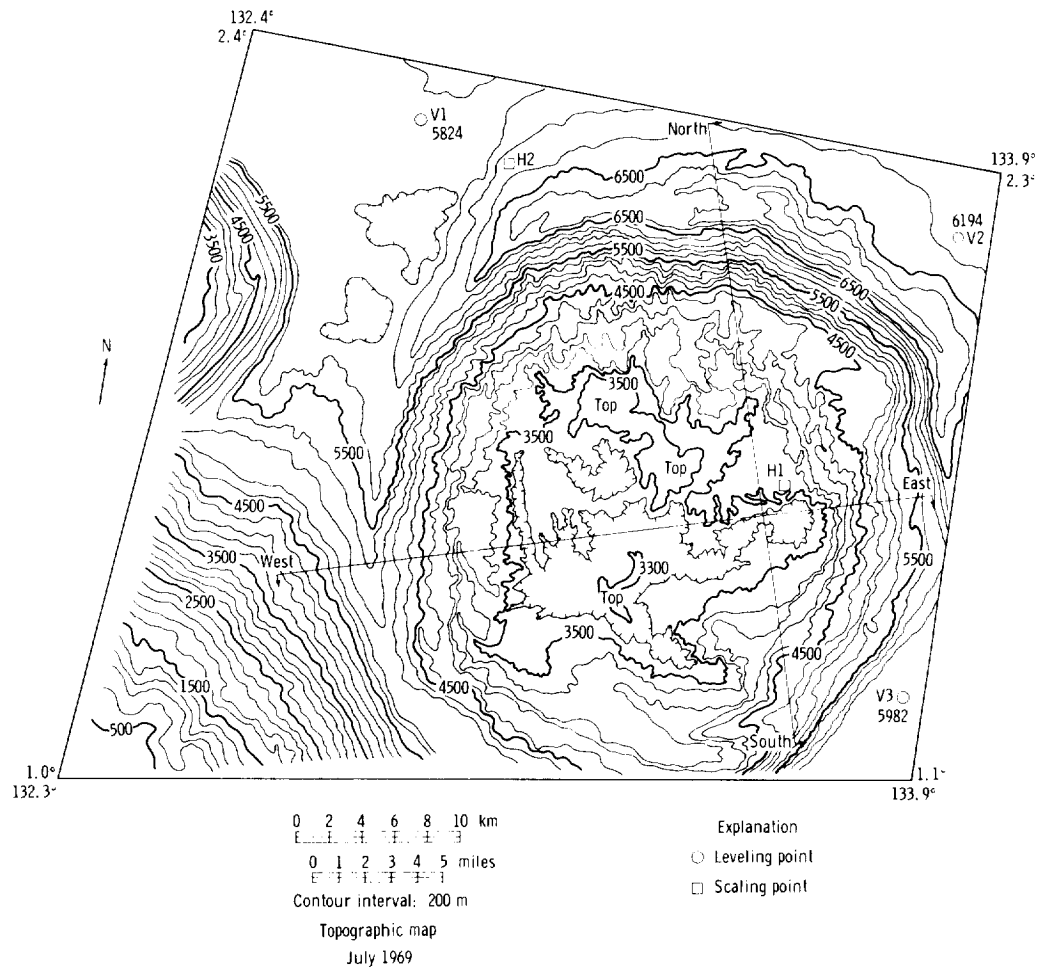 132.4°
2.4°
V1
5824
North
H2
133.9°
2.3°
6500
5500
4500
3500
6194
V2
6500
5500
4500
6500
5500
4500
N
3500
Top
3500
5500
Top
H1
East
4500
3500
West
5500
2500
3300
Top
3500
1500
4500
4500
V3
5982
500
South
1.0°
132.3°
1.1°
133.9°
0 2 4 6 8 10 km
0 1 2 3 4 5 miles
Contour interval: 200 m
Topographic map
July 1969
Explanation
Leveling point
Scaling point